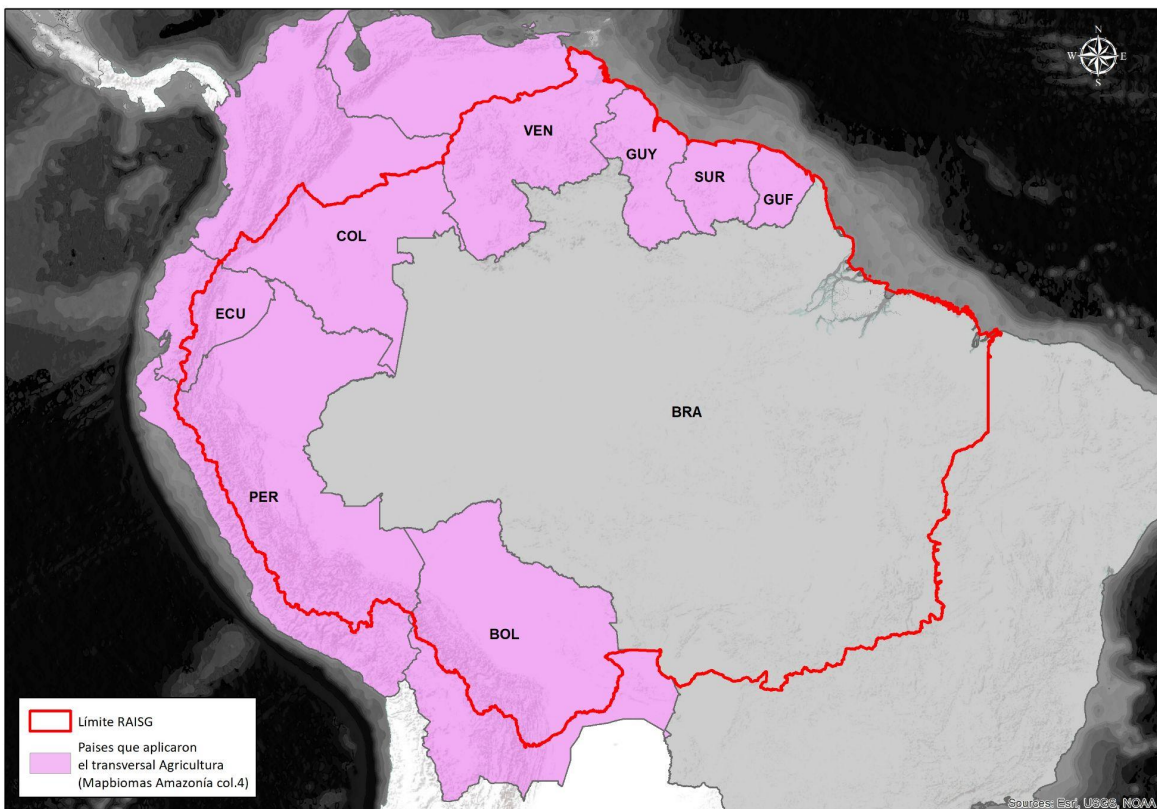 N
W E
S
VEN
GUY
SUR
GUF
COL
ECU
BRA
PER
BOL
Límite RAISG
Paises que aplicaron
el transversal Agricultura
(Mapbiomas Amazonía col.4)
Sources: Esri, USGS, NOAA